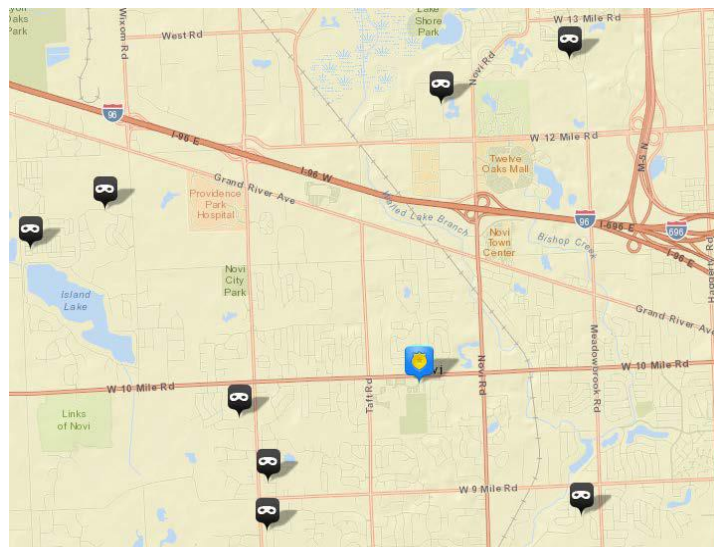 Oaks
Park
Wixom Rd
West Rd
Lake
Shore
Park
W 13 Mile Rd
Novi Rd
96
I-96 E
I-96 W
W 12 Mile Rd
M-5 N
Twelve
Oaks Mall
Grand River Ave
Providence
Park
Hospital
Walled Lake Branch
96
I-696 E
696
I-96 E
Novi
Town
Center
Bishop Creek
Novi
City
Park
Island
Lake
Grand River Ave
Meadowbrook Rd
W 10 Mile Rd
W 10 Mile Rd
Taft Rd
Novi Rd
Links
of Novi
W 9 Mile Rd